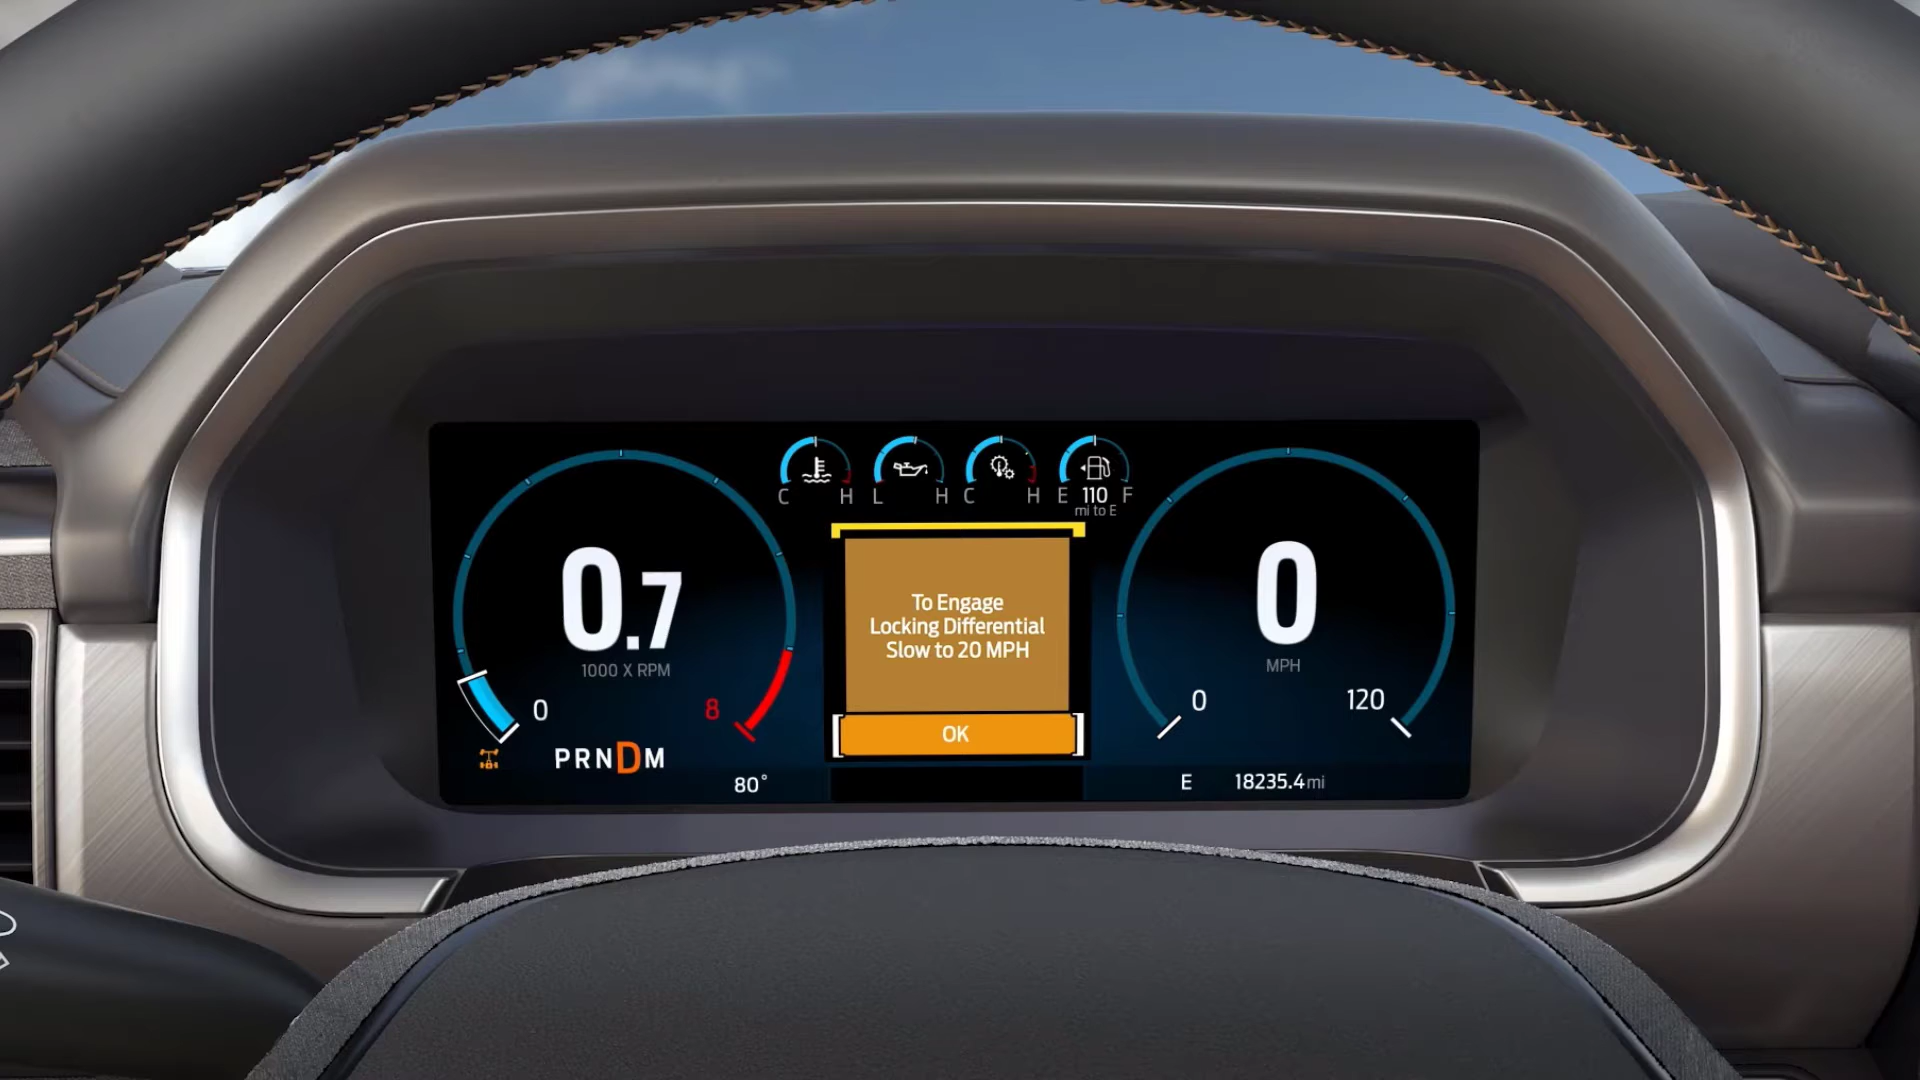 C H L H C H E 110 F
mi to E
0.7
1000 X RPM
0 8
PRNDM
80°
To Engage
Locking Differential
Slow to 20 MPH
OK
0
MPH
0 120
E 18235.4mi